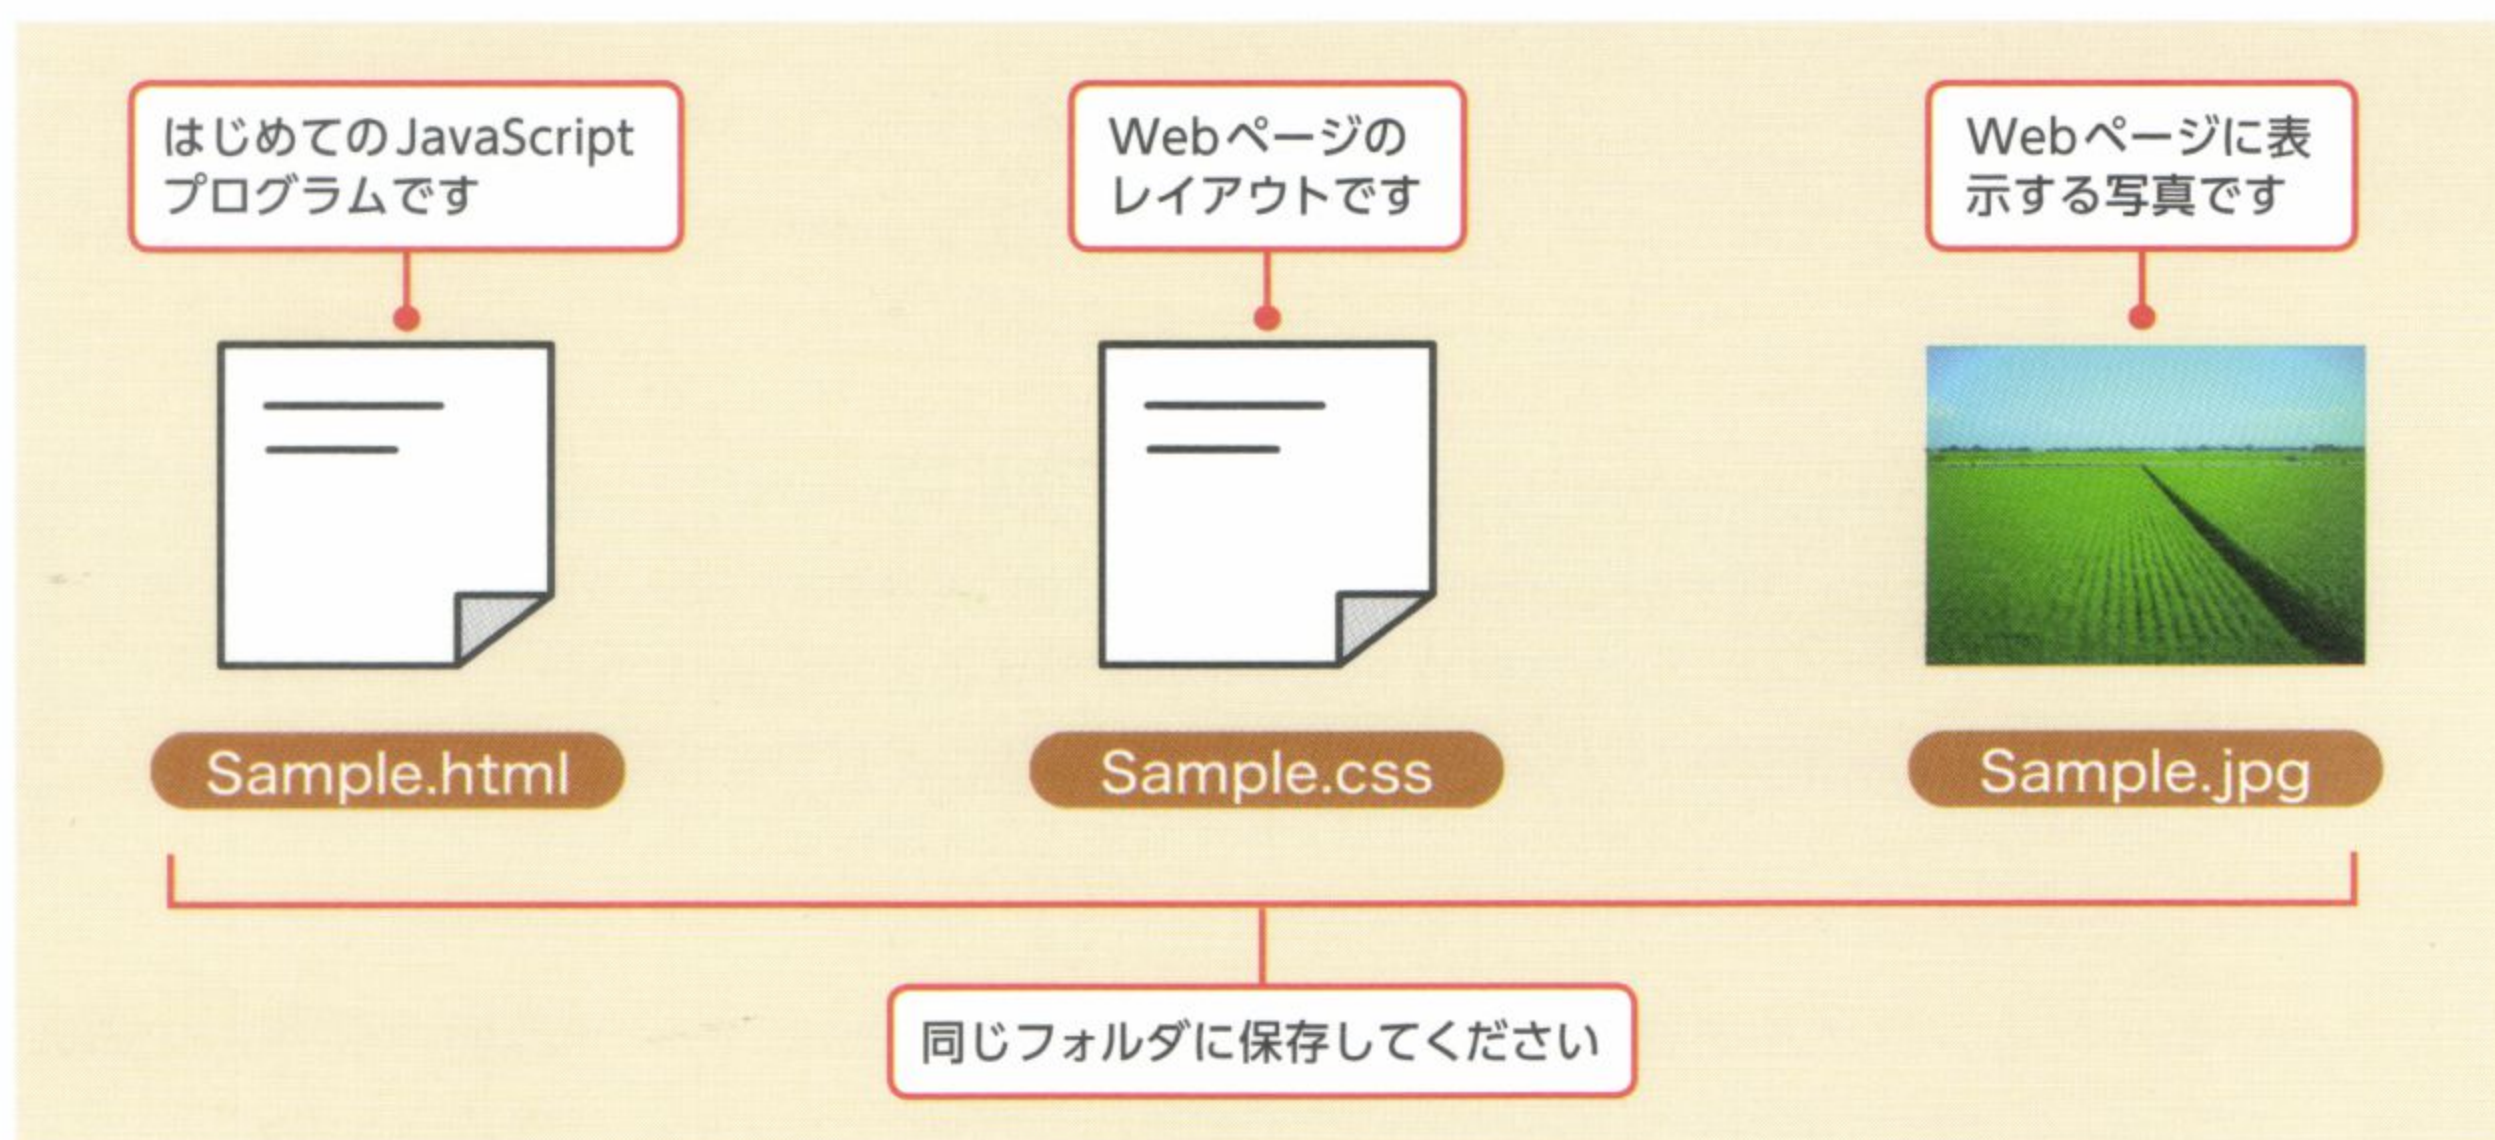 はじめてのJavaScript
プログラムです
Webページの
レイアウトです
Webページに表
示する写真です
Sample.html
Sample.css
Sample.jpg
同じフォルダに保存してください